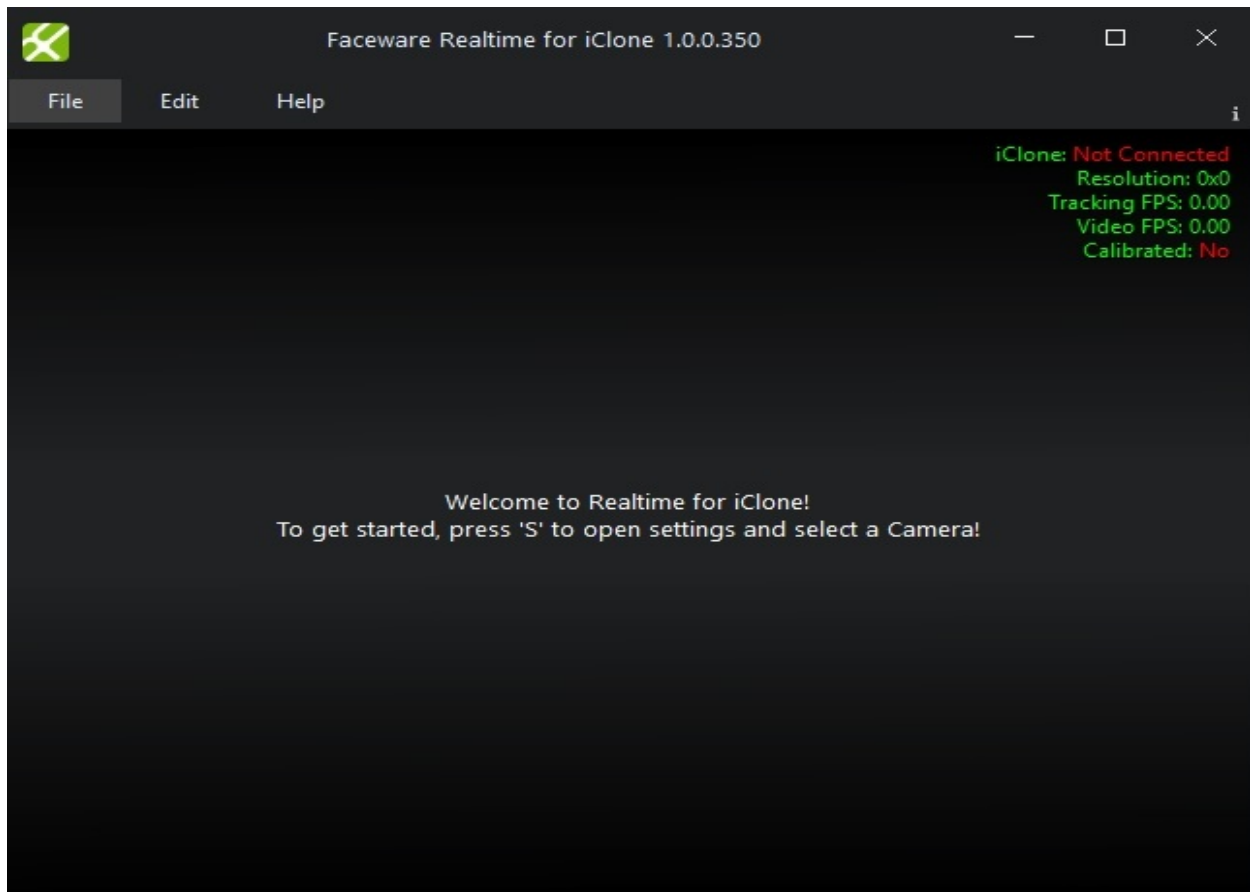 Faceware Realtime for iClone 1.0.0.350
File Edit Help
i
iClone: Not Connected
Resolution: 0x0
Tracking FPS: 0.00
Video FPS: 0.00
Calibrated: No
Welcome to Realtime for iClone!
To get started, press 'S' to open settings and select a Camera!